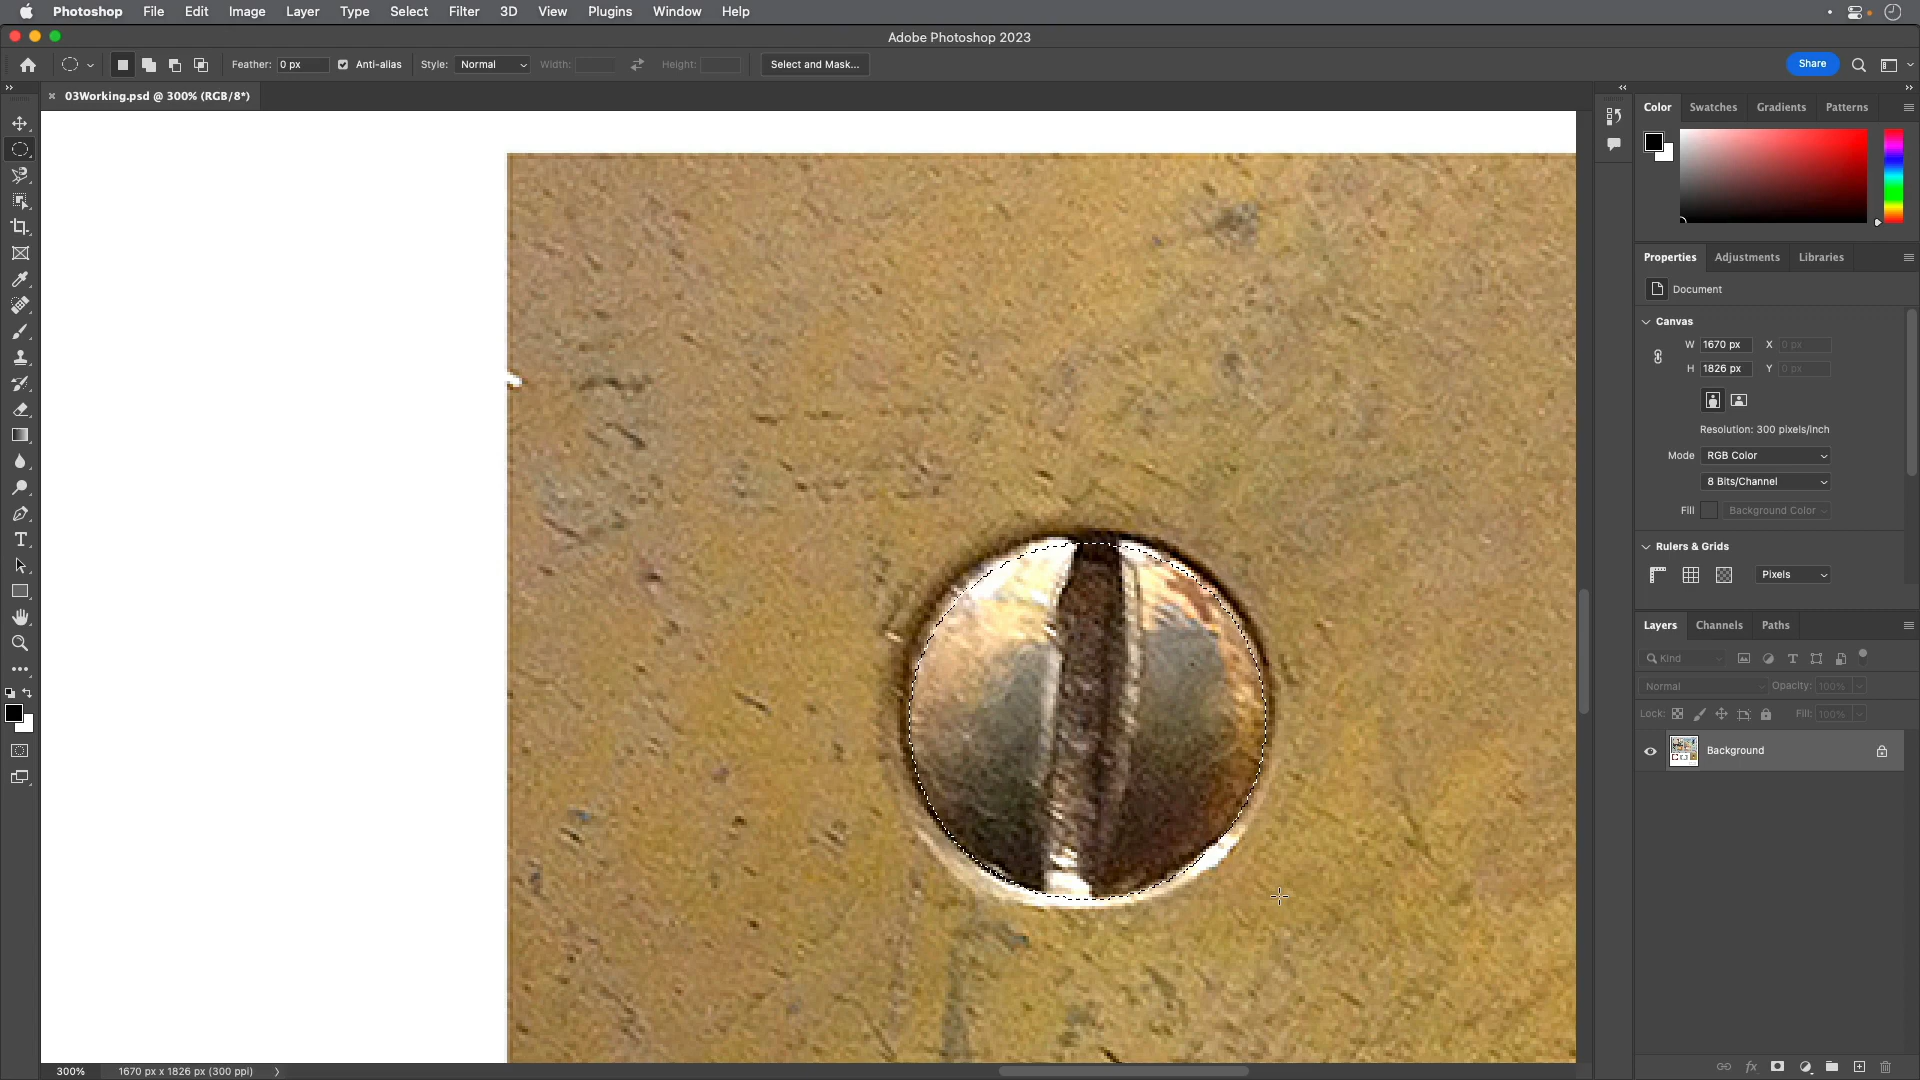 Photoshop File Edit Image Layer Type Select Filter 3D View Plugins Window Help
Adobe Photoshop 2023
Feather: 0 px Anti-alias Style: Normal Width: Height: Select and Mask... Share
03Working.psd @ 300% (RGB/8*)
Color Swatches Gradients Patterns
Properties Adjustments Libraries
Document
Canvas
W 1670 px X 0 px
H 1826 px Y 0 px
Resolution: 300 pixels/inch
Mode RGB Color
8 Bits/Channel
Fill Background Color
Rulers & Grids
Pixels
Layers Channels Paths
Kind
Normal Opacity: 100%
Lock: Fill: 100%
Background
300% 1670 px x 1826 px (300 ppi)